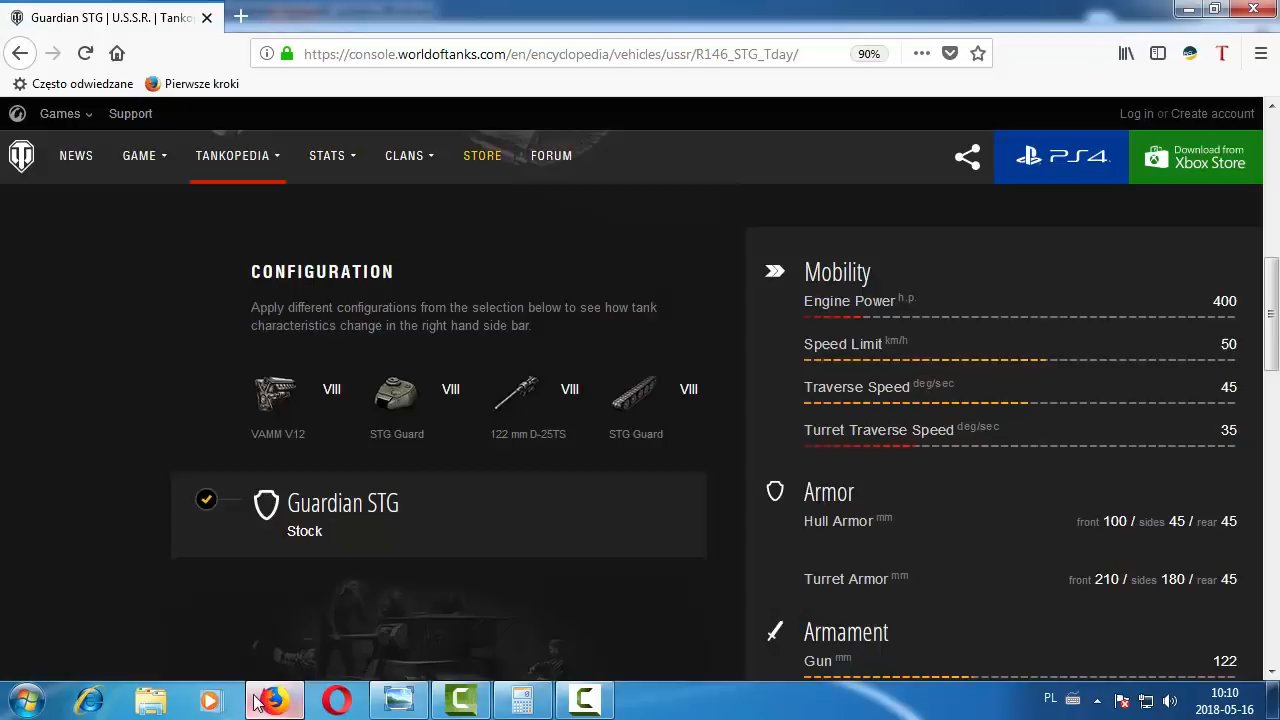 Guardian STG | U.S.S.R. | Tanko
https://console.worldoftanks.com/en/encyclopedia/vehicles/ussr/R146_STG_Tday/
90%
Często odwiedzane
Pierwsze kroki
Games
Support
Log in or Create account
NEWS
GAME
TANKOPEDIA
STATS
CLANS
STORE
FORUM
PS4
Download from
Xbox Store
CONFIGURATION
Apply different configurations from the selection below to see how tank
characteristics change in the right hand side bar.
VIII
VIII
VIII
VIII
VAMM V12
STG Guard
122 mm D-25TS
STG Guard
Guardian STG
Stock
Mobility
Engine Power h.p. 400
Speed Limit km/h 50
Traverse Speed deg/sec 45
Turret Traverse Speed deg/sec 35
Armor
Hull Armor mm front 100 / sides 45 / rear 45
Turret Armor mm front 210 / sides 180 / rear 45
Armament
Gun mm 122
PL
10:10
2018-05-16